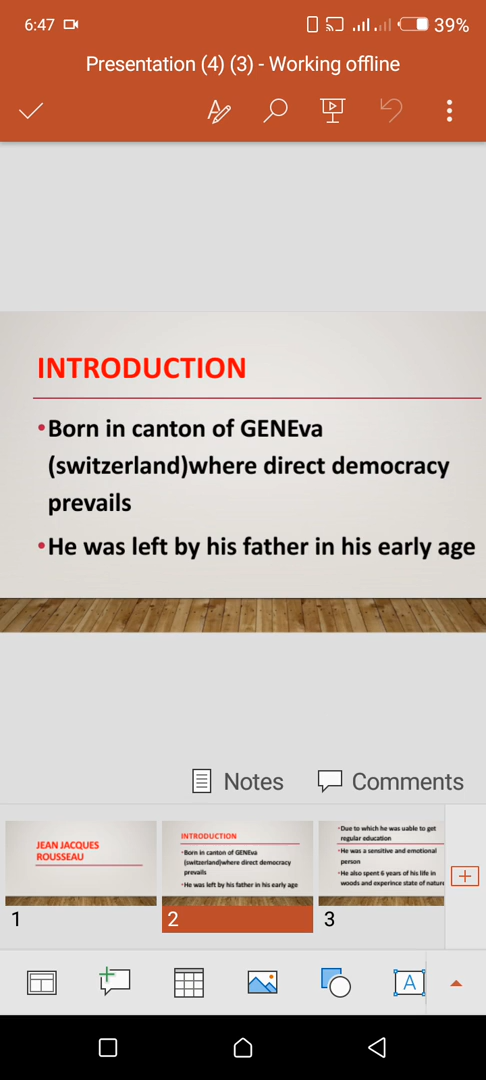 6:47
39%
Presentation (4) (3) - Working offline
INTRODUCTION
•Born in canton of GENEva
(switzerland)where direct democracy
prevails
•He was left by his father in his early age
Notes
Comments
JEAN JACQUES
ROUSSEAU
1
INTRODUCTION
•Born in canton of GENEva
(switzerland)where direct democracy
prevails
•He was left by his father in his early age
2
•Due to which he was uable to get
regular education
•He was a sensitive and emotional
person
•He also spent 6 years of his life in
woods and experince state of nature
3
A